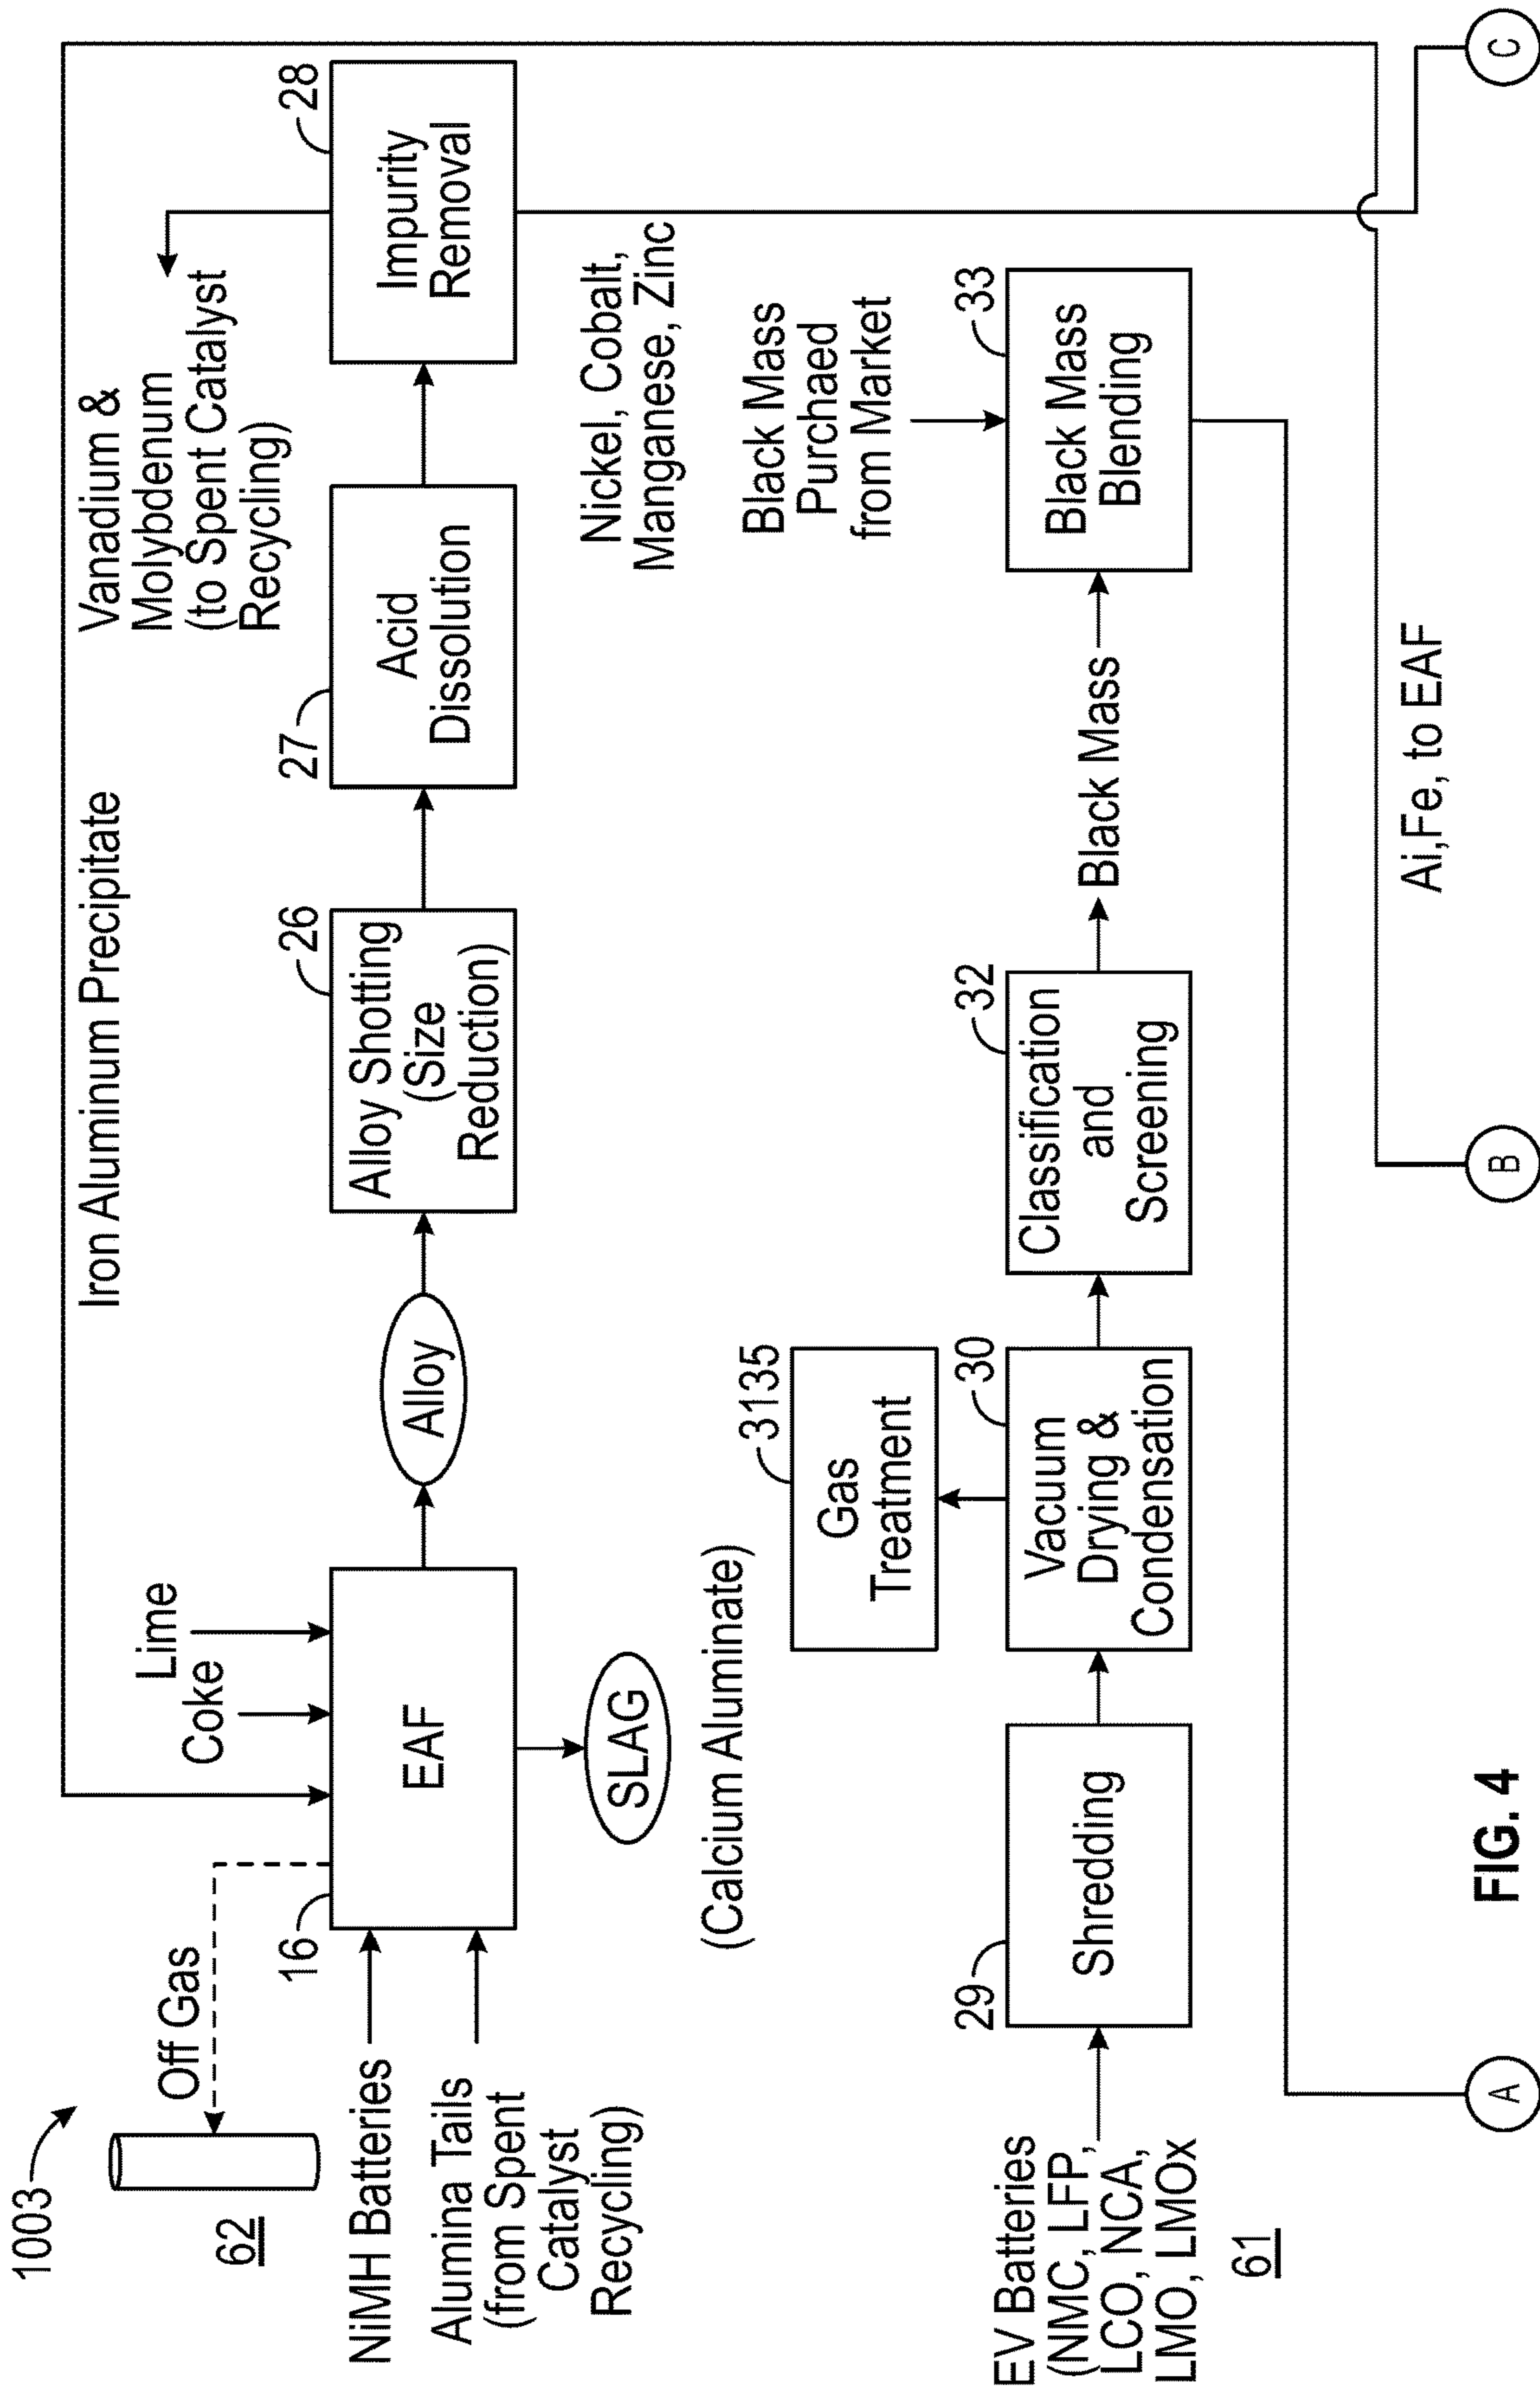 1003
62
Off Gas
Lime
Coke
Iron Aluminum Precipitate
Vanadium &
Molybdenum
(to Spent Catalyst
Recycling)
NiMH Batteries
Alumina Tails
(from Spent
Catalyst
Recycling)
16
EAF
SLAG
(Calcium Aluminate)
Alloy
26
Alloy Shotting
(Size
Reduction)
27
Acid
Dissolution
28
Impurity
Removal
Nickel, Cobalt,
Manganese, Zinc
EV Batteries
(NMC, LFP,
LCO, NCA,
LMO, LMOx
61
29
Shredding
3135
Gas
Treatment
30
Vacuum
Drying &
Condensation
32
Classification
and
Screening
Black Mass
Black Mass
Purchaed
from Market
33
Black Mass
Blending
Ai,Fe, to EAF
A
B
C
FIG. 4